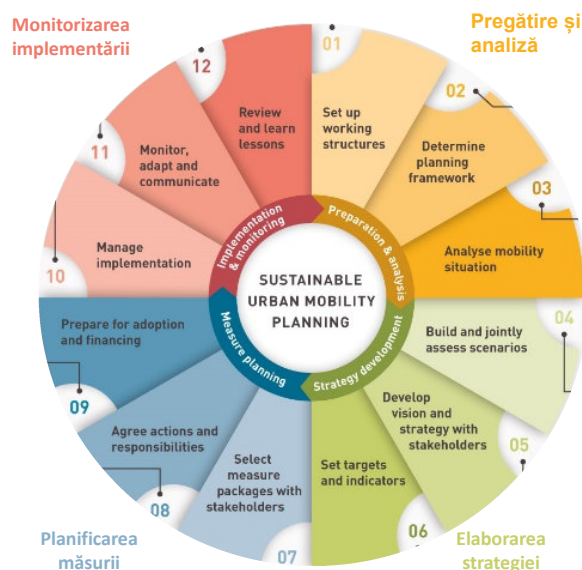 Monitorizarea
implementării
Pregătire și
analiză
01
Set up
working
structures
02
Determine
planning
framework
03
Analyse mobility
situation
04
Build and jointly
assess scenarios
05
Develop
vision and
strategy with
stakeholders
06
Set targets
and indicators
07
Select
measure
packages with
stakeholders
08
Agree actions and
responsibilities
09
Prepare for adoption
and financing
10
Manage
implementation
11
Monitor,
adapt and
communicate
12
Review
and learn
lessons
Preparation & analysis
Strategy development
Measure planning
Implementation
& monitoring
SUSTAINABLE
URBAN MOBILITY
PLANNING
Planificarea
măsurii
Elaborarea
strategiei